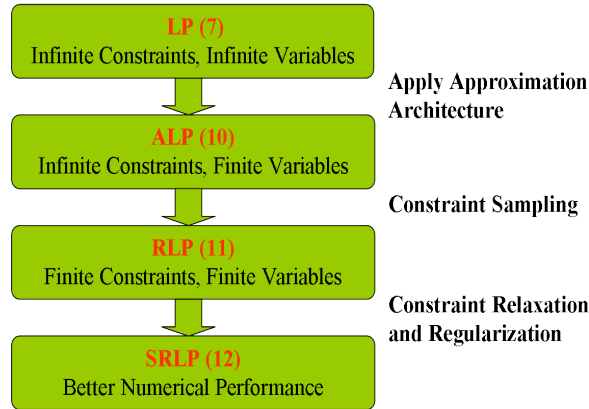 LP (7)
Infinite Constraints, Infinite Variables
Apply Approximation
Architecture
ALP (10)
Infinite Constraints, Finite Variables
Constraint Sampling
RLP (11)
Finite Constraints, Finite Variables
Constraint Relaxation
and Regularization
SRLP (12)
Better Numerical Performance